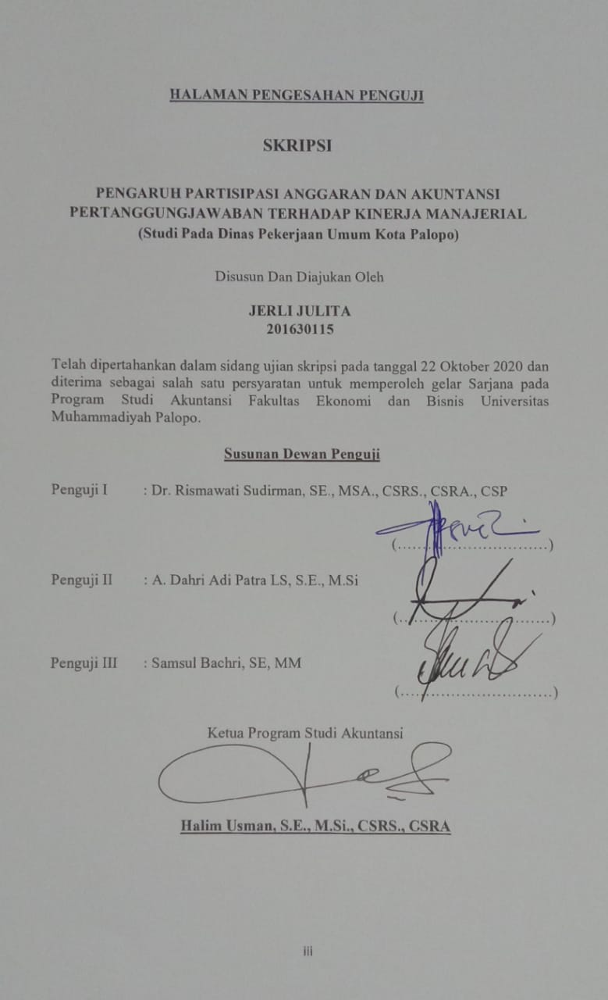 HALAMAN PENGESAHAN PENGUJI
SKRIPSI
PENGARUH PARTISIPASI ANGGARAN DAN AKUNTANSI
PERTANGGUNGJAWABAN TERHADAP KINERJA MANAJERIAL
(Studi Pada Dinas Pekerjaan Umum Kota Palopo)
Disusun Dan Diajukan Oleh
JERLI JULITA
201630115
Telah dipertahankan dalam sidang ujian skripsi pada tanggal 22 Oktober 2020 dan
diterima sebagai salah satu persyaratan untuk memperoleh gelar Sarjana pada
Program Studi Akuntansi Fakultas Ekonomi dan Bisnis Universitas
Muhammadiyah Palopo.
Susunan Dewan Penguji
Penguji I : Dr. Rismawati Sudirman, SE., MSA., CSRS., CSRA., CSP
(..................................)
Penguji II : A. Dahri Adi Patra LS, S.E., M.Si
(..................................)
Penguji III : Samsul Bachri, SE, MM
(..................................)
Ketua Program Studi Akuntansi
Halim Usman, S.E., M.Si., CSRS., CSRA
iii